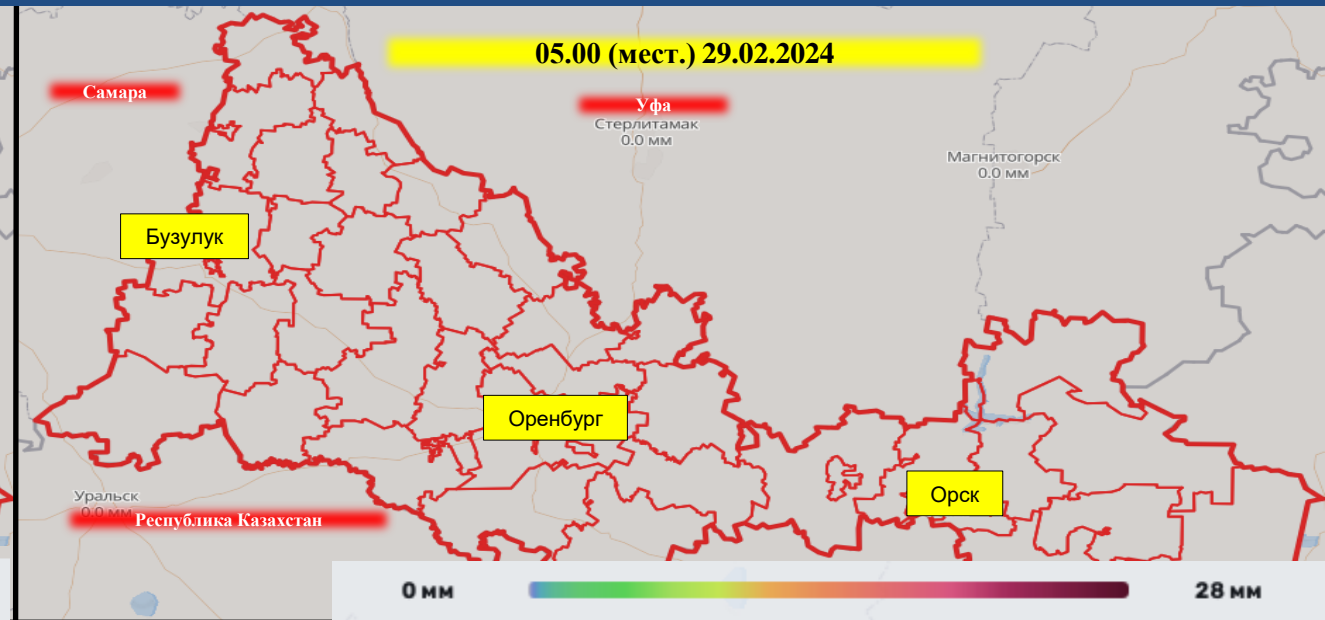 05.00 (мест.) 29.02.2024
Самара
Уфа
Стерлитамак
0.0 мм
Магнитогорск
0.0 мм
Бузулук
Оренбург
Орск
Уральск
0.0 мм
Республика Казахстан
0 мм
28 мм